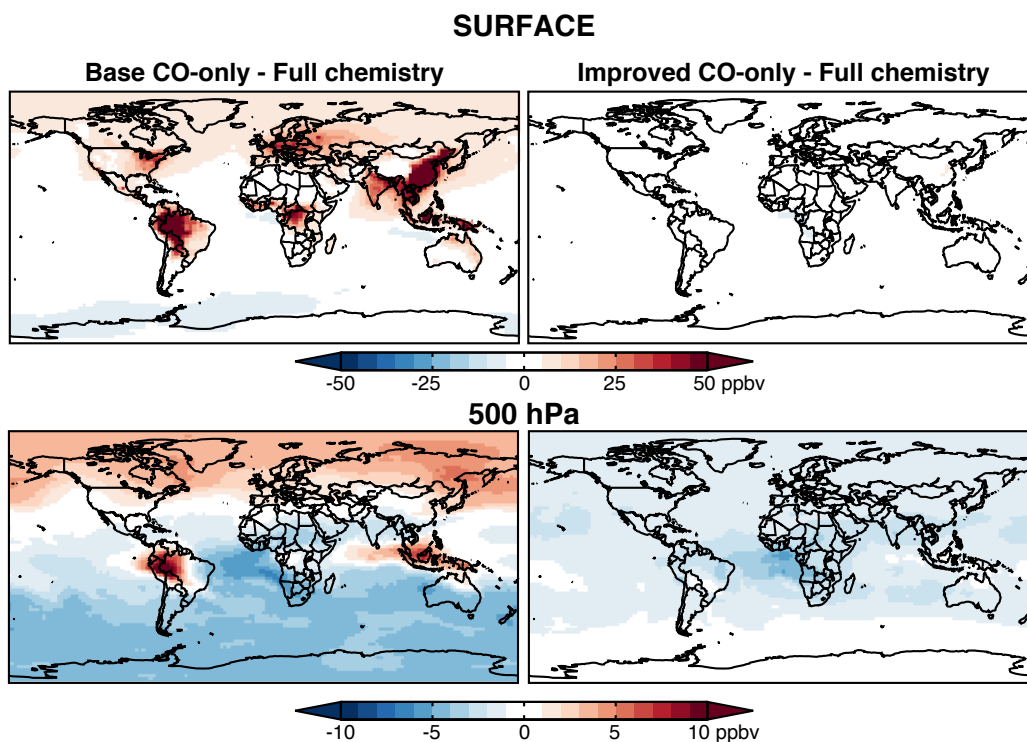 SURFACE
Base CO-only - Full chemistry
Improved CO-only - Full chemistry
-50 -25 0 25 50 ppbv
500 hPa
-10 -5 0 5 10 ppbv